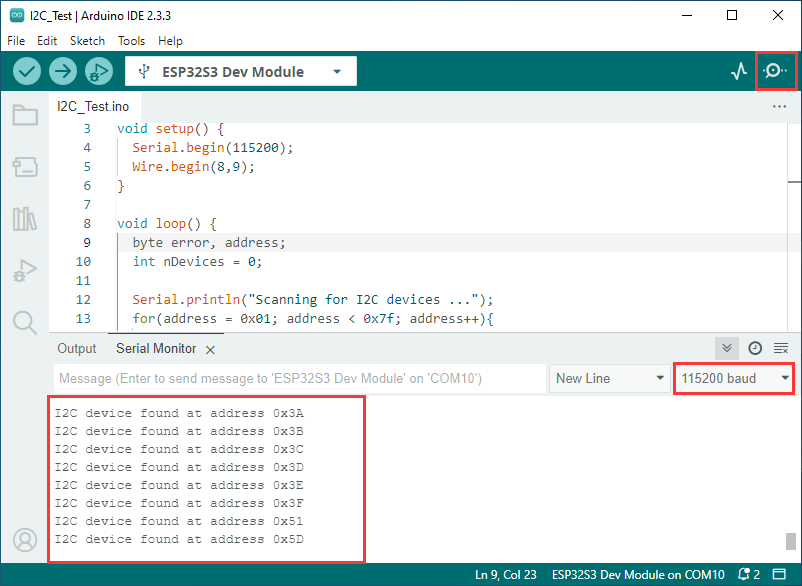 I2C_Test | Arduino IDE 2.3.3
File Edit Sketch Tools Help
ESP32S3 Dev Module
I2C_Test.ino
3 void setup() {
4 Serial.begin(115200);
5 Wire.begin(8,9);
6 }
7
8 void loop() {
9 byte error, address;
10 int nDevices = 0;
11
12 Serial.println("Scanning for I2C devices ...");
13 for(address = 0x01; address < 0x7f; address++){
Output Serial Monitor
Message (Enter to send message to 'ESP32S3 Dev Module' on 'COM10') New Line 115200 baud
I2C device found at address 0x3A
I2C device found at address 0x3B
I2C device found at address 0x3C
I2C device found at address 0x3D
I2C device found at address 0x3E
I2C device found at address 0x3F
I2C device found at address 0x51
I2C device found at address 0x5D
Ln 9, Col 23 ESP32S3 Dev Module on COM10 2